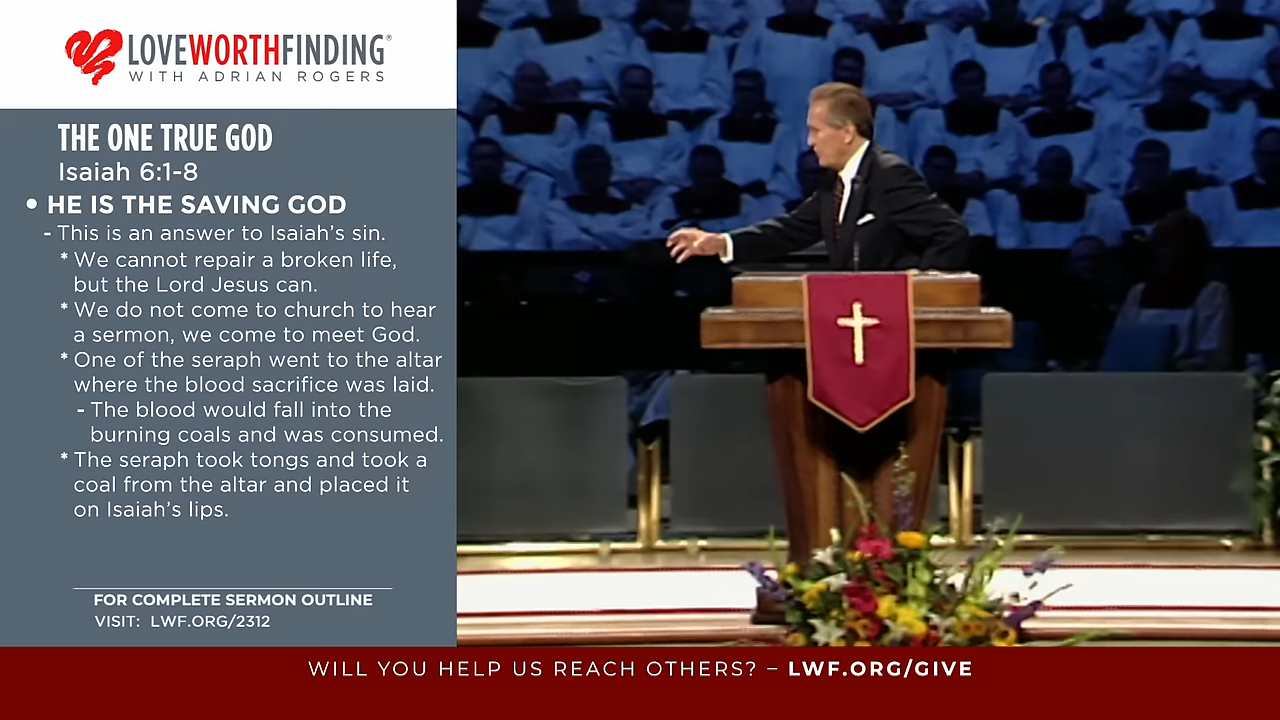 LOVEWORTHFINDING®
WITH ADRIAN ROGERS
THE ONE TRUE GOD
Isaiah 6:1-8
• HE IS THE SAVING GOD
- This is an answer to Isaiah's sin.
* We cannot repair a broken life,
but the Lord Jesus can.
* We do not come to church to hear
a sermon, we come to meet God.
* One of the seraph went to the altar
where the blood sacrifice was laid.
- The blood would fall into the
burning coals and was consumed.
* The seraph took tongs and took a
coal from the altar and placed it
on Isaiah's lips.
FOR COMPLETE SERMON OUTLINE
VISIT: LWF.ORG/2312
WILL YOU HELP US REACH OTHERS? – LWF.ORG/GIVE